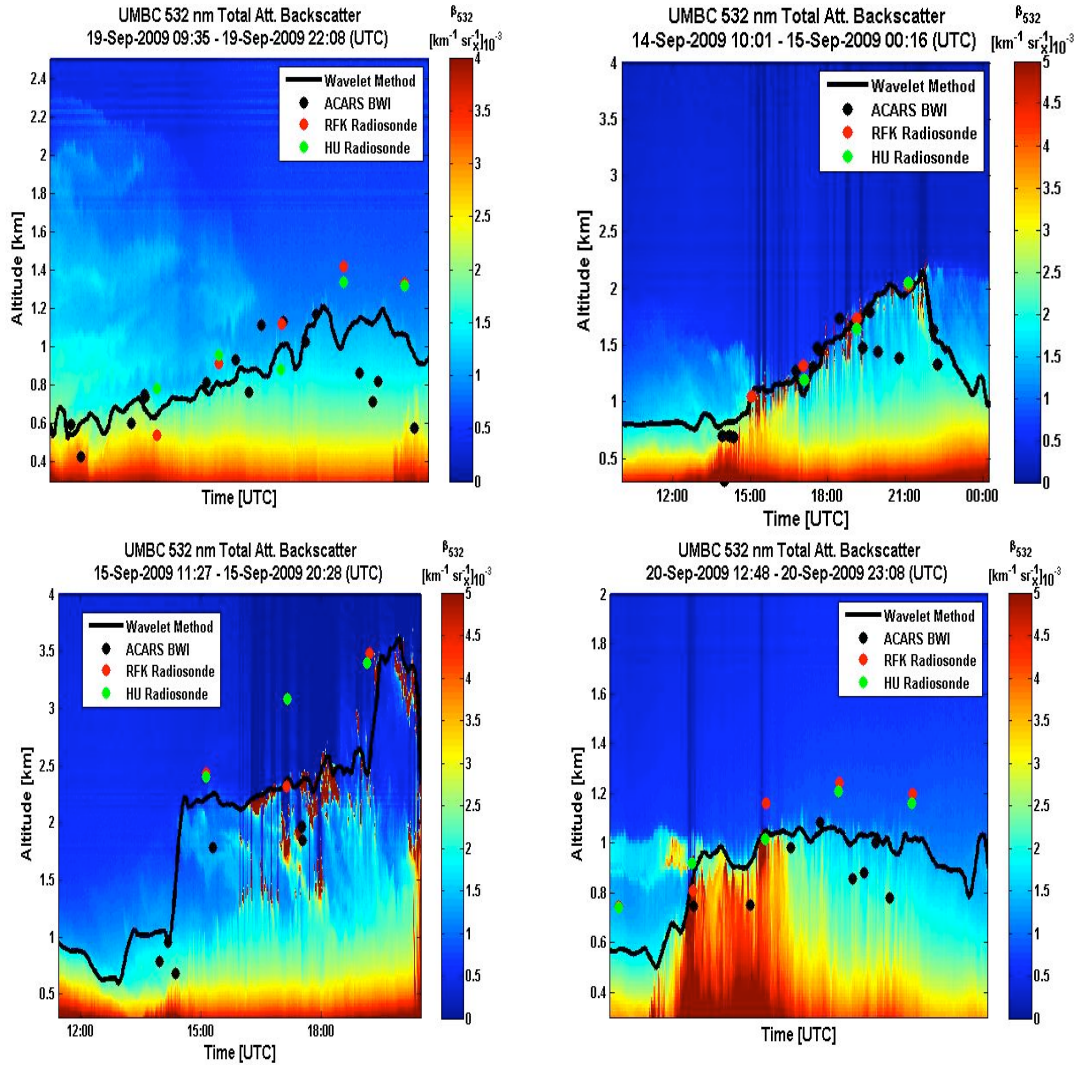 UMBC 532 nm Total Att. Backscatter
19-Sep-2009 09:35 - 19-Sep-2009 22:08 (UTC)
β532
[km-1 sr-1]x10-3
Wavelet Method
ACARS BWI
RFK Radiosonde
HU Radiosonde
2.4
2.2
2
1.8
1.6
1.4
1.2
1
0.8
0.6
0.4
Altitude [km]
Time [UTC]
4
3.5
3
2.5
2
1.5
1
0.5
0
UMBC 532 nm Total Att. Backscatter
14-Sep-2009 10:01 - 15-Sep-2009 00:16 (UTC)
β532
[km-1 sr-1]x10-3
Wavelet Method
ACARS BWI
RFK Radiosonde
HU Radiosonde
4
3.5
3
2.5
2
1.5
1
0.5
Altitude [km]
12:00 15:00 18:00 21:00 00:00
Time [UTC]
5
4.5
4
3.5
3
2.5
2
1.5
1
0.5
0
UMBC 532 nm Total Att. Backscatter
15-Sep-2009 11:27 - 15-Sep-2009 20:28 (UTC)
β532
[km-1 sr-1]x10-3
Wavelet Method
ACARS BWI
RFK Radiosonde
HU Radiosonde
4
3.5
3
2.5
2
1.5
1
0.5
Altitude [km]
12:00 15:00 18:00
Time [UTC]
5
4.5
4
3.5
3
2.5
2
1.5
1
0.5
0
UMBC 532 nm Total Att. Backscatter
20-Sep-2009 12:48 - 20-Sep-2009 23:08 (UTC)
β532
[km-1 sr-1]x10-3
Wavelet Method
ACARS BWI
RFK Radiosonde
HU Radiosonde
2
1.8
1.6
1.4
1.2
1
0.8
0.6
0.4
Altitude [km]
Time [UTC]
5
4.5
4
3.5
3
2.5
2
1.5
1
0.5
0